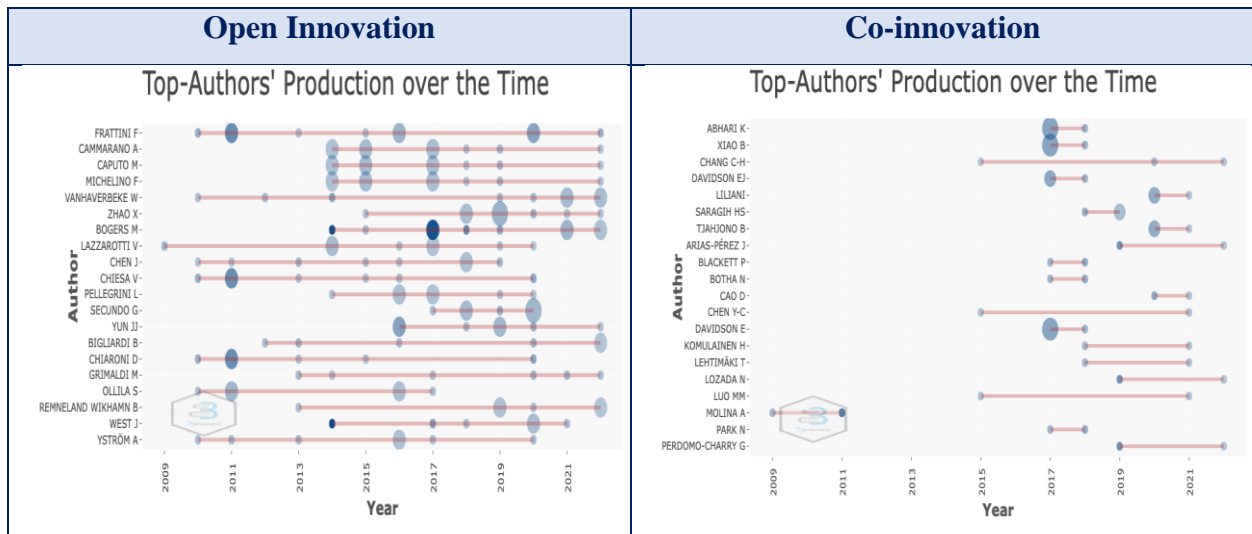 Open Innovation
Co-innovation
Top-Authors' Production over the Time
FRATTINI F
CAMMARANO A
CAPUTO M
MICHELINO F
VANHAVERBEKE W
ZHAO X
BOGERS M
LAZZAROTTI V
CHEN J
CHIESA V
PELLEGRINI L
SECUNDO G
YUN JJ
BIGLIARDI B
CHIARONI D
GRIMALDI M
OLLILA S
REMNELAND WIKHAMN B
WEST J
YSTRÖM A
Author
2009
2011
2013
2015
2017
2019
2021
Year
Top-Authors' Production over the Time
ABHARI K
XIAO B
CHANG C-H
DAVIDSON EJ
LILIANI
SARAGIH HS
TJAHJONO B
ARIAS-PÉREZ J
BLACKETT P
BOTHA N
CAO D
CHEN Y-C
DAVIDSON E
KOMULAINEN H
LEHTIMÄKI T
LOZADA N
LUO MM
MOLINA A
PARK N
PERDOMO-CHARRY G
Author
2009
2011
2013
2015
2017
2019
2021
Year